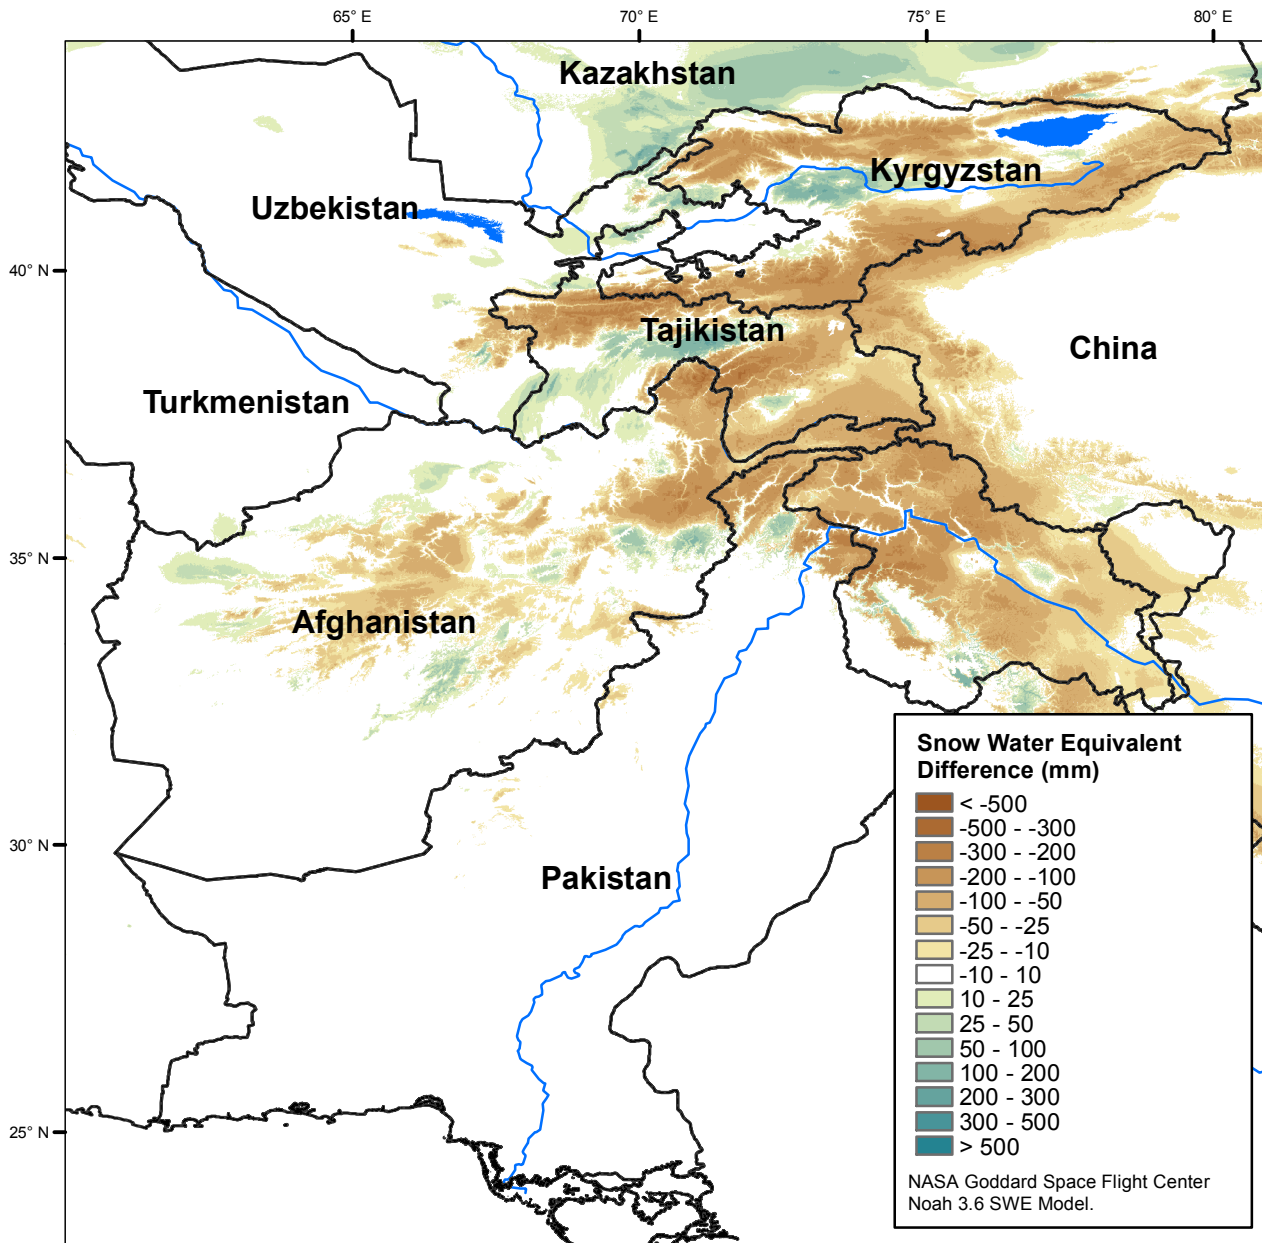 65° E
70° E
75° E
80° E
Kazakhstan
Kyrgyzstan
Uzbekistan
40° N
Tajikistan
China
Turkmenistan
35° N
Afghanistan
30° N
Pakistan
25° N
Snow Water Equivalent
Difference (mm)
< -500
-500 - -300
-300 - -200
-200 - -100
-100 - -50
-50 - -25
-25 - -10
-10 - 10
10 - 25
25 - 50
50 - 100
100 - 200
200 - 300
300 - 500
> 500
NASA Goddard Space Flight Center
Noah 3.6 SWE Model.